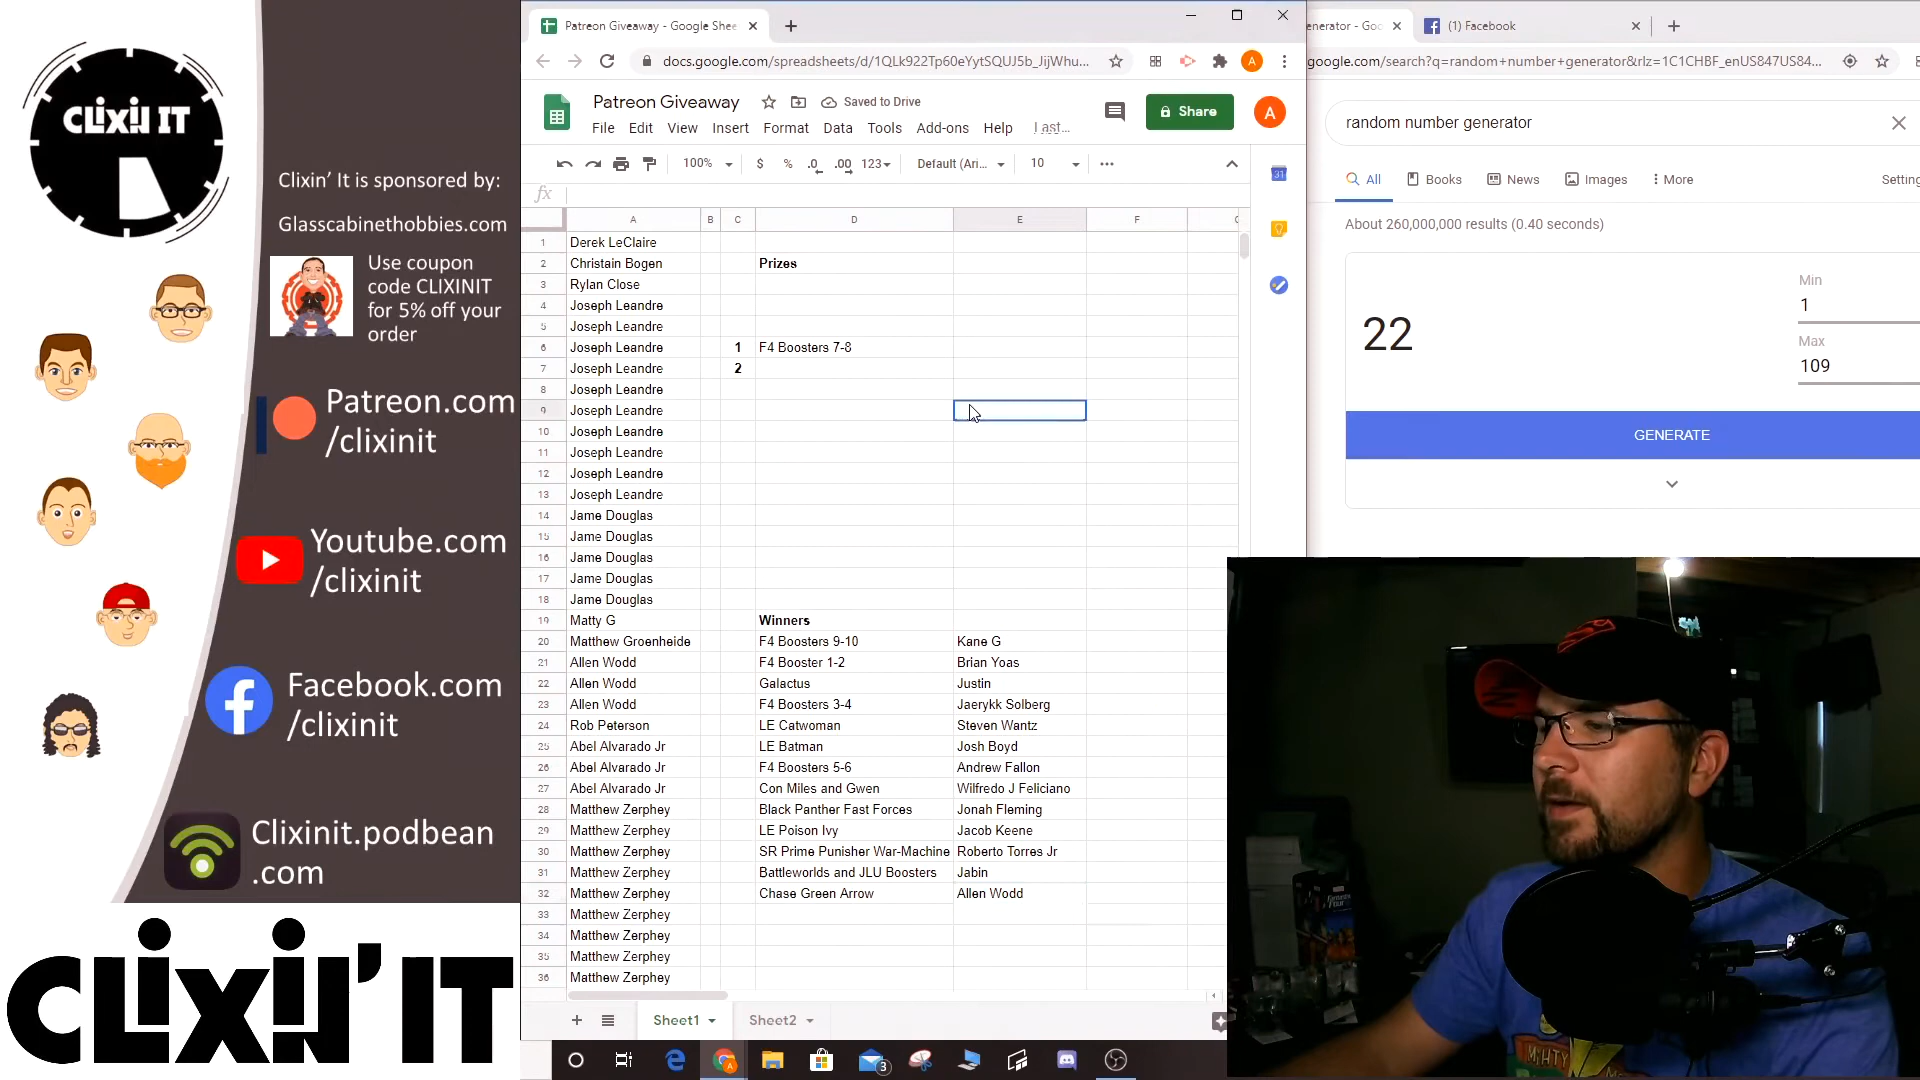 CLIXIN IT
Clixin' It is sponsored by:
Glasscabinethobbies.com
Use coupon
code CLIXINIT
for 5% off your
order
Patreon.com
/clixinit
Youtube.com
/clixinit
Facebook.com
/clixinit
Clixinit.podbean
.com
CLIXIN' IT
Patreon Giveaway - Google Shee
docs.google.com/spreadsheets/d/1QLk922Tp60eYytSQUJ5b_JijWhu...
A
Patreon Giveaway
Saved to Drive
File Edit View Insert Format Data Tools Add-ons Help Last...
Share
A
100% $ % .0 .00 123 Default (Ari... 10
fx
A B C D E F
1 Derek LeClaire
2 Christain Bogen Prizes
3 Rylan Close
4 Joseph Leandre
5 Joseph Leandre
6 Joseph Leandre 1 F4 Boosters 7-8
7 Joseph Leandre 2
8 Joseph Leandre
9 Joseph Leandre
10 Joseph Leandre
11 Joseph Leandre
12 Joseph Leandre
13 Joseph Leandre
14 Jame Douglas
15 Jame Douglas
16 Jame Douglas
17 Jame Douglas
18 Jame Douglas
19 Matty G Winners
20 Matthew Groenheide F4 Boosters 9-10 Kane G
21 Allen Wodd F4 Booster 1-2 Brian Yoas
22 Allen Wodd Galactus Justin
23 Allen Wodd F4 Boosters 3-4 Jaerykk Solberg
24 Rob Peterson LE Catwoman Steven Wantz
25 Abel Alvarado Jr LE Batman Josh Boyd
26 Abel Alvarado Jr F4 Boosters 5-6 Andrew Fallon
27 Abel Alvarado Jr Con Miles and Gwen Wilfredo J Feliciano
28 Matthew Zerphey Black Panther Fast Forces Jonah Fleming
29 Matthew Zerphey LE Poison Ivy Jacob Keene
30 Matthew Zerphey SR Prime Punisher War-Machine Roberto Torres Jr
31 Matthew Zerphey Battleworlds and JLU Boosters Jabin
32 Matthew Zerphey Chase Green Arrow Allen Wodd
33 Matthew Zerphey
34 Matthew Zerphey
35 Matthew Zerphey
36 Matthew Zerphey
Sheet1 Sheet2
3
31
enerator - Goo
(1) Facebook
google.com/search?q=random+number+generator&rlz=1C1CHBF_enUS847US84...
random number generator
All Books News Images More Setting
About 260,000,000 results (0.40 seconds)
22
Min
1
Max
109
GENERATE